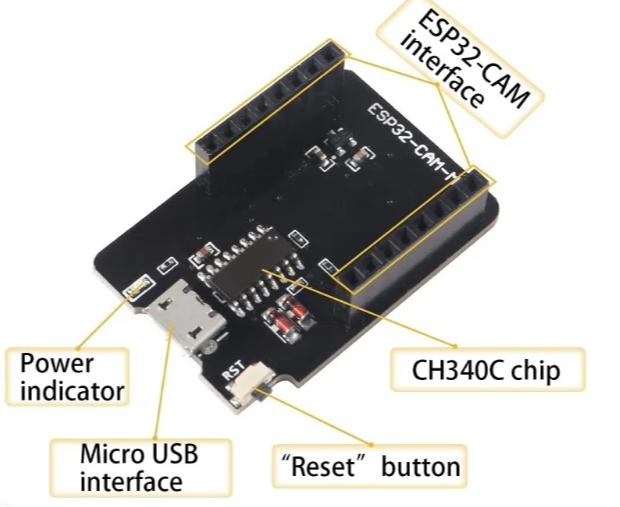 ESP32-CAM
interface
ESP32-CAM-M
RST
Power
indicator
CH340C chip
Micro USB
interface
“Reset” button